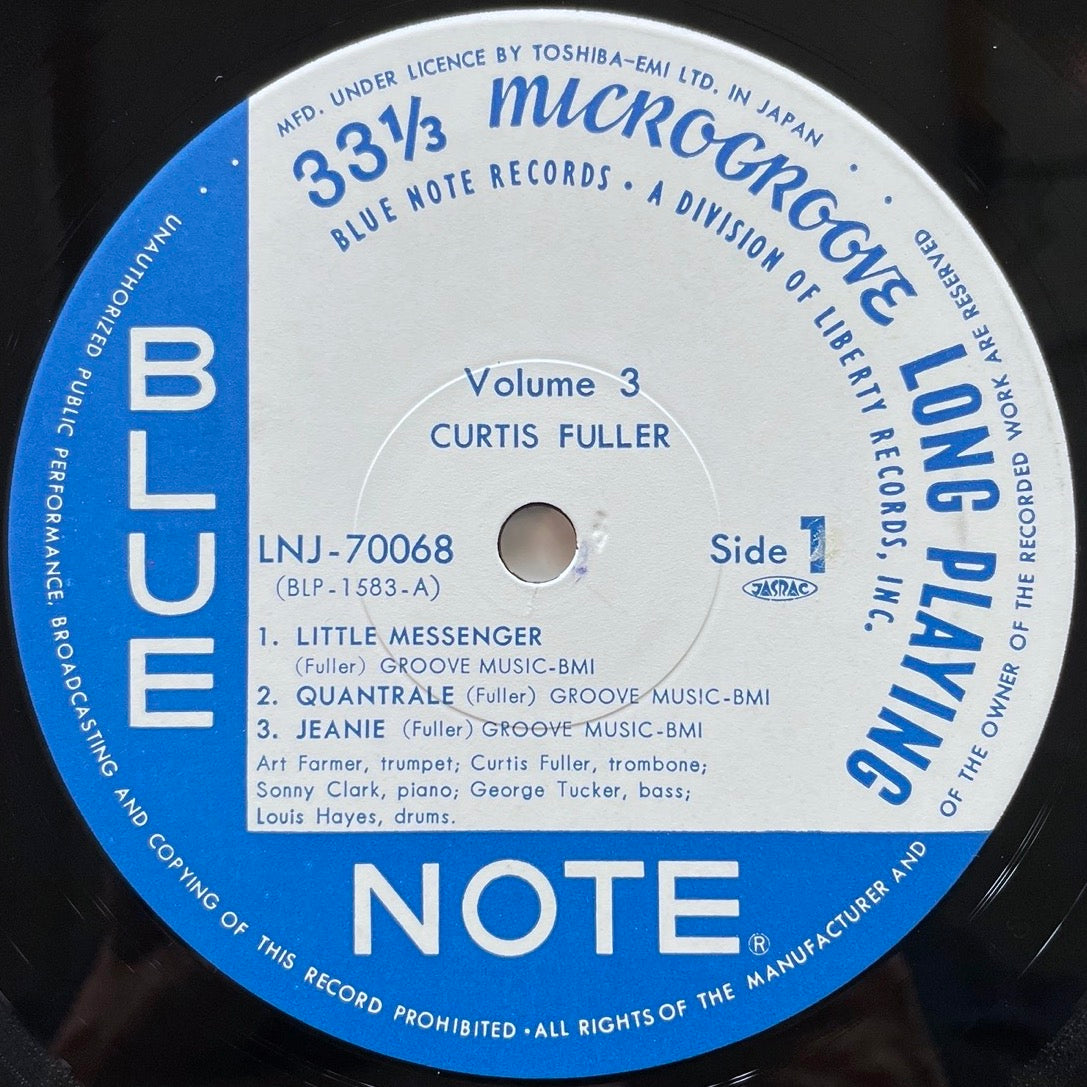 MFD. UNDER LICENCE BY TOSHIBA-EMI LTD. IN JAPAN
33 1/3 MICROGROOVE LONG PLAYING
BLUE NOTE RECORDS · A DIVISION OF LIBERTY RECORDS, INC.
Volume 3
CURTIS FULLER
LNJ-70068
(BLP-1583-A)
Side 1
JASRAC
1. LITTLE MESSENGER
(Fuller) GROOVE MUSIC-BMI
2. QUANTRALE (Fuller) GROOVE MUSIC-BMI
3. JEANIE (Fuller) GROOVE MUSIC-BMI
Art Farmer, trumpet; Curtis Fuller, trombone;
Sonny Clark, piano; George Tucker, bass;
Louis Hayes, drums.
BLUE
NOTE®
UNAUTHORIZED PUBLIC PERFORMANCE, BROADCASTING AND COPYING OF THIS RECORD PROHIBITED · ALL RIGHTS OF THE MANUFACTURER AND OF THE OWNER OF THE RECORDED WORK ARE RESERVED